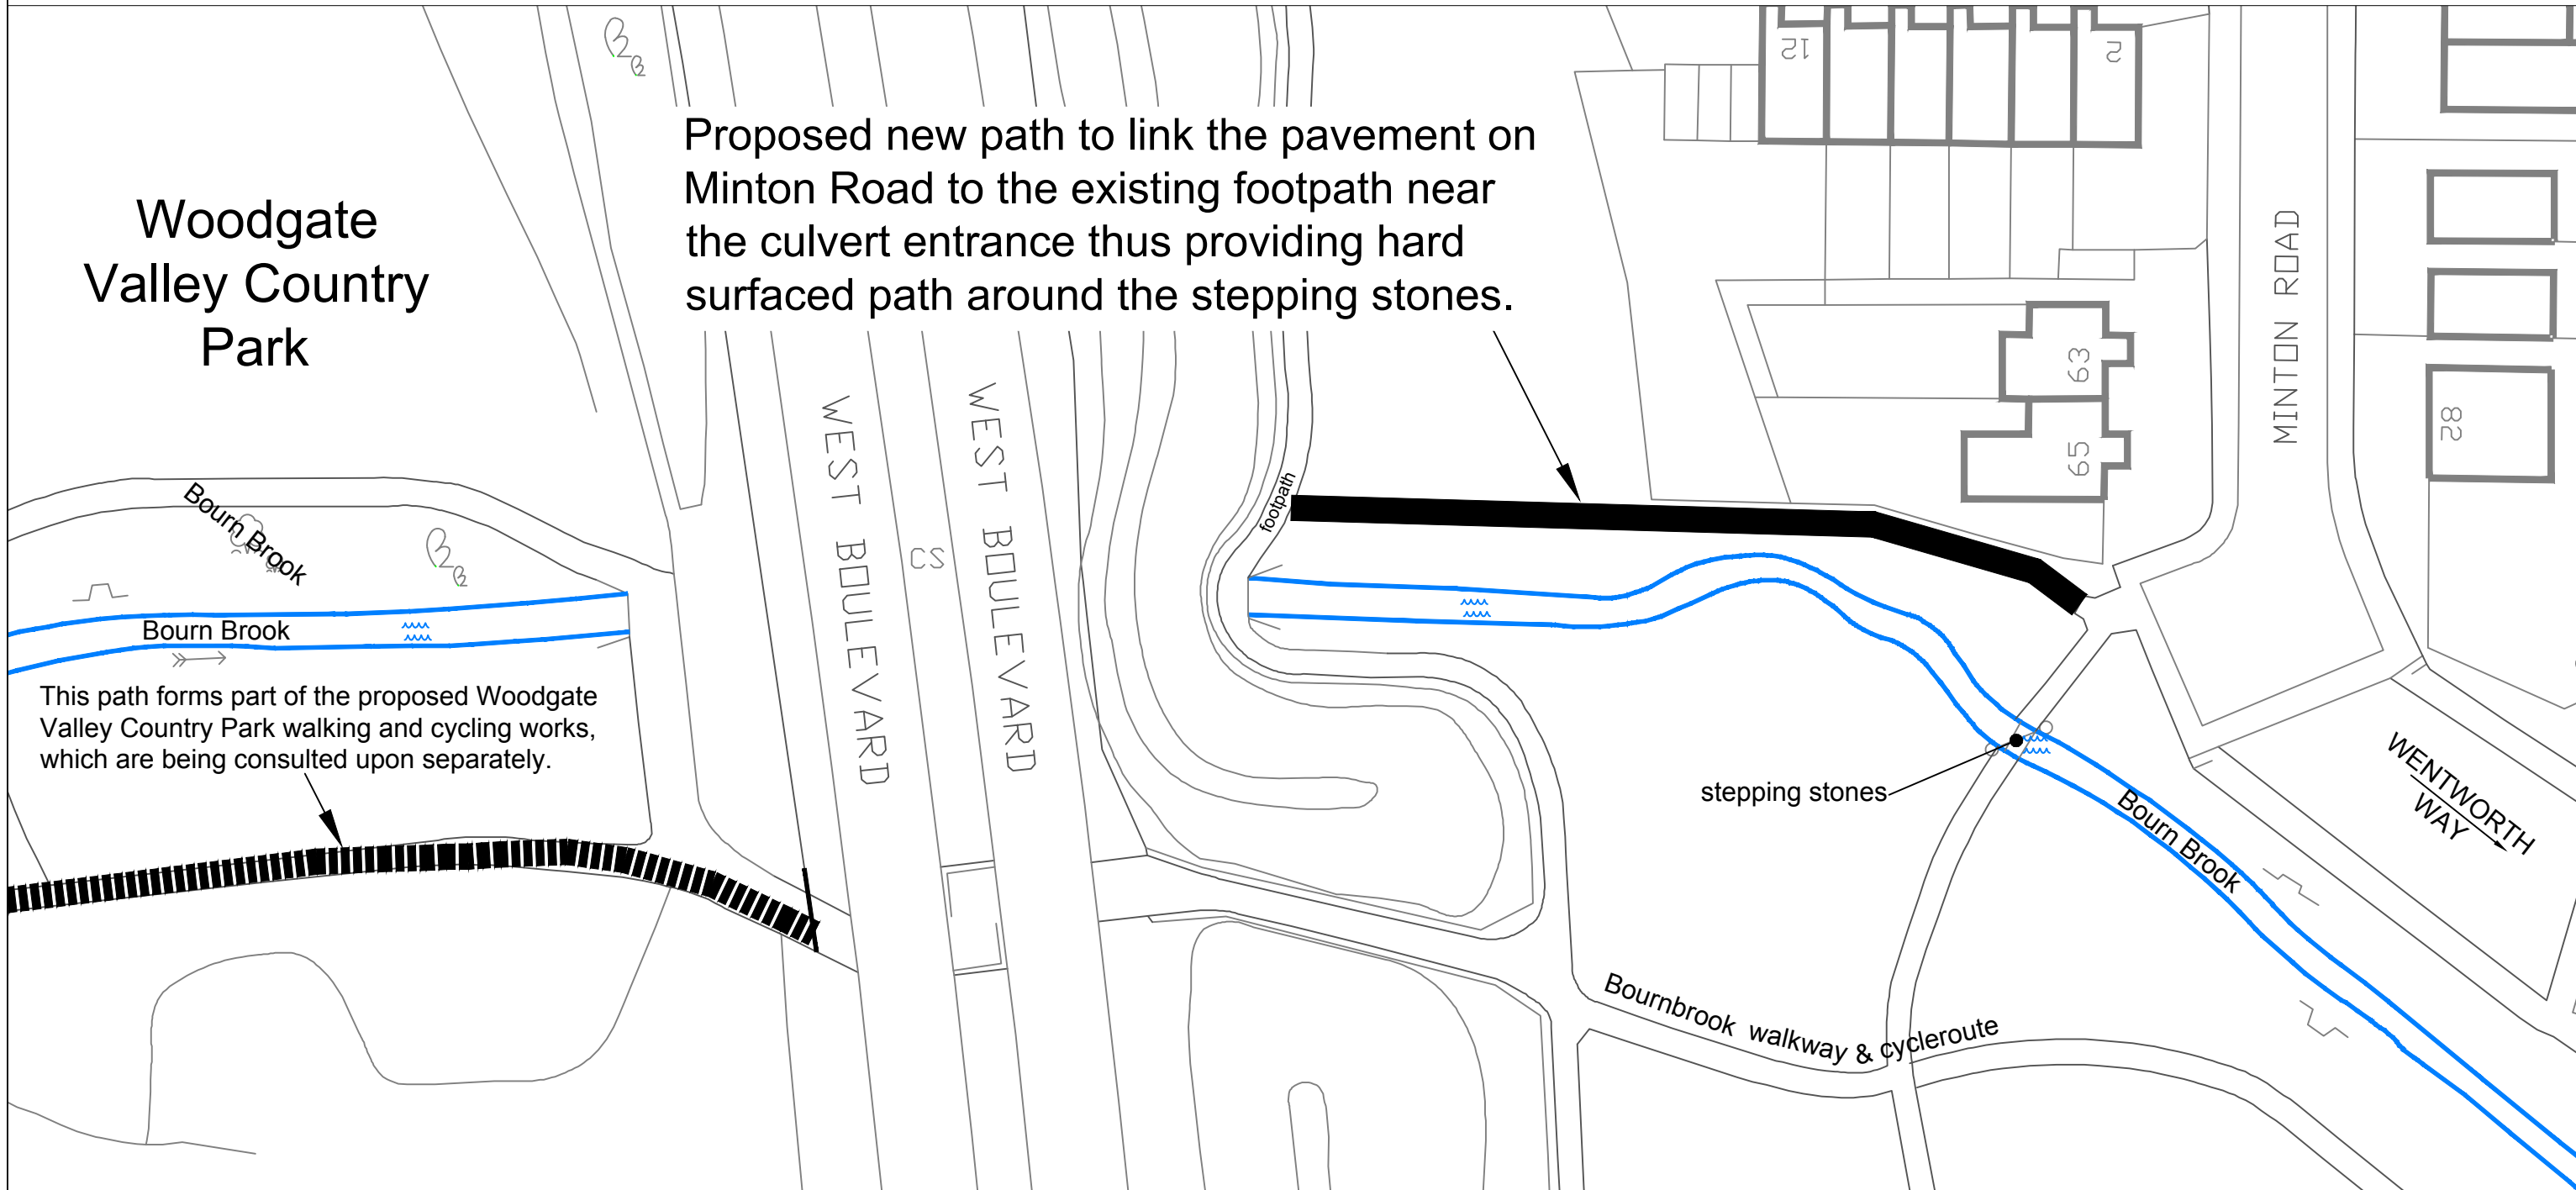 Woodgate
Valley Country
Park
Proposed new path to link the pavement on
Minton Road to the existing footpath near
the culvert entrance thus providing hard
surfaced path around the stepping stones.
12
2
MINTON ROAD
63
65
82
WEST BOULEVARD
WEST BOULEVARD
CS
footpath
Bourn Brook
Bourn Brook
This path forms part of the proposed Woodgate
Valley Country Park walking and cycling works,
which are being consulted upon separately.
stepping stones
Bourn Brook
WENTWORTH
WAY
Bournbrook walkway & cycleroute